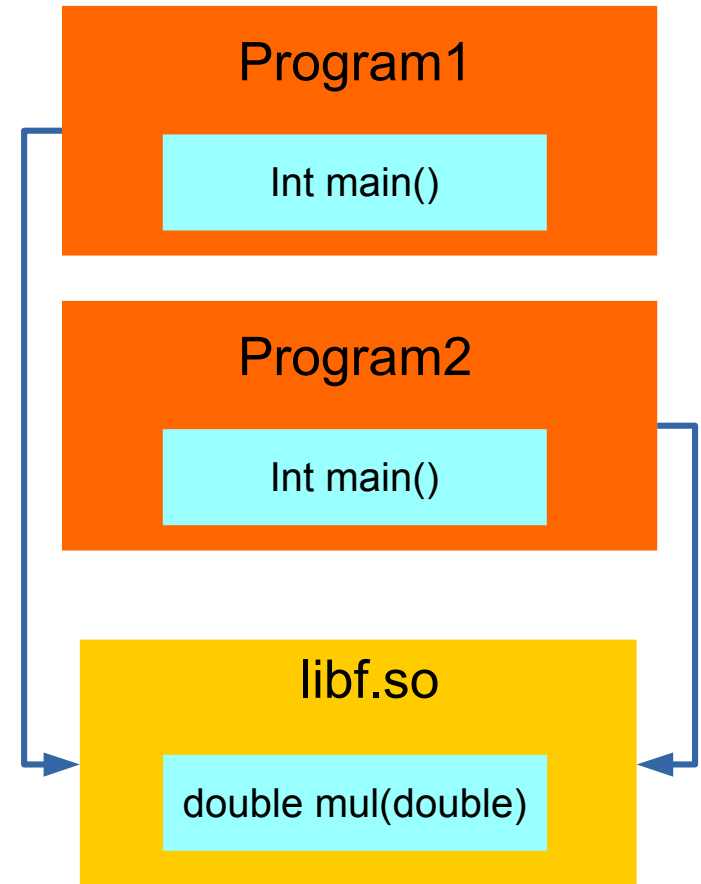 Program1
Int main()
Program2
Int main()
libf.so
double mul(double)